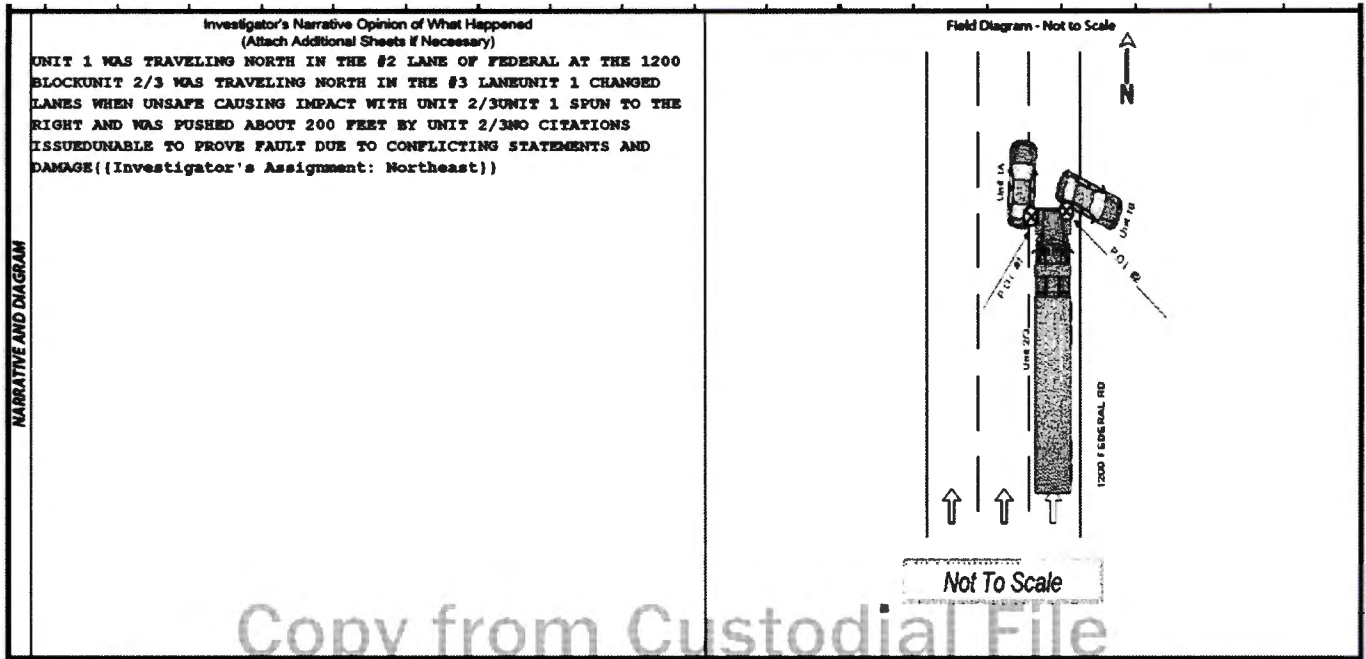 Investigator's Narrative Opinion of What Happened
(Attach Additional Sheets if Necessary)
UNIT 1 WAS TRAVELING NORTH IN THE #2 LANE OF FEDERAL AT THE 1200
BLOCKUNIT 2/3 WAS TRAVELING NORTH IN THE #3 LANEUNIT 1 CHANGED
LANES WHEN UNSAFE CAUSING IMPACT WITH UNIT 2/3UNIT 1 SPUN TO THE
RIGHT AND WAS PUSHED ABOUT 200 FEET BY UNIT 2/3NO CITATIONS
ISSUEDUNABLE TO PROVE FAULT DUE TO CONFLICTING STATEMENTS AND
DAMAGE{{Investigator's Assignment: Northeast}}
NARRATIVE AND DIAGRAM
Field Diagram - Not to Scale
N
Unit 1A
Unit 1B
P.O.I. #1
P.O.I. #2
Unit 2/3
1200 FEDERAL RD
Not To Scale
Copy from Custodial File